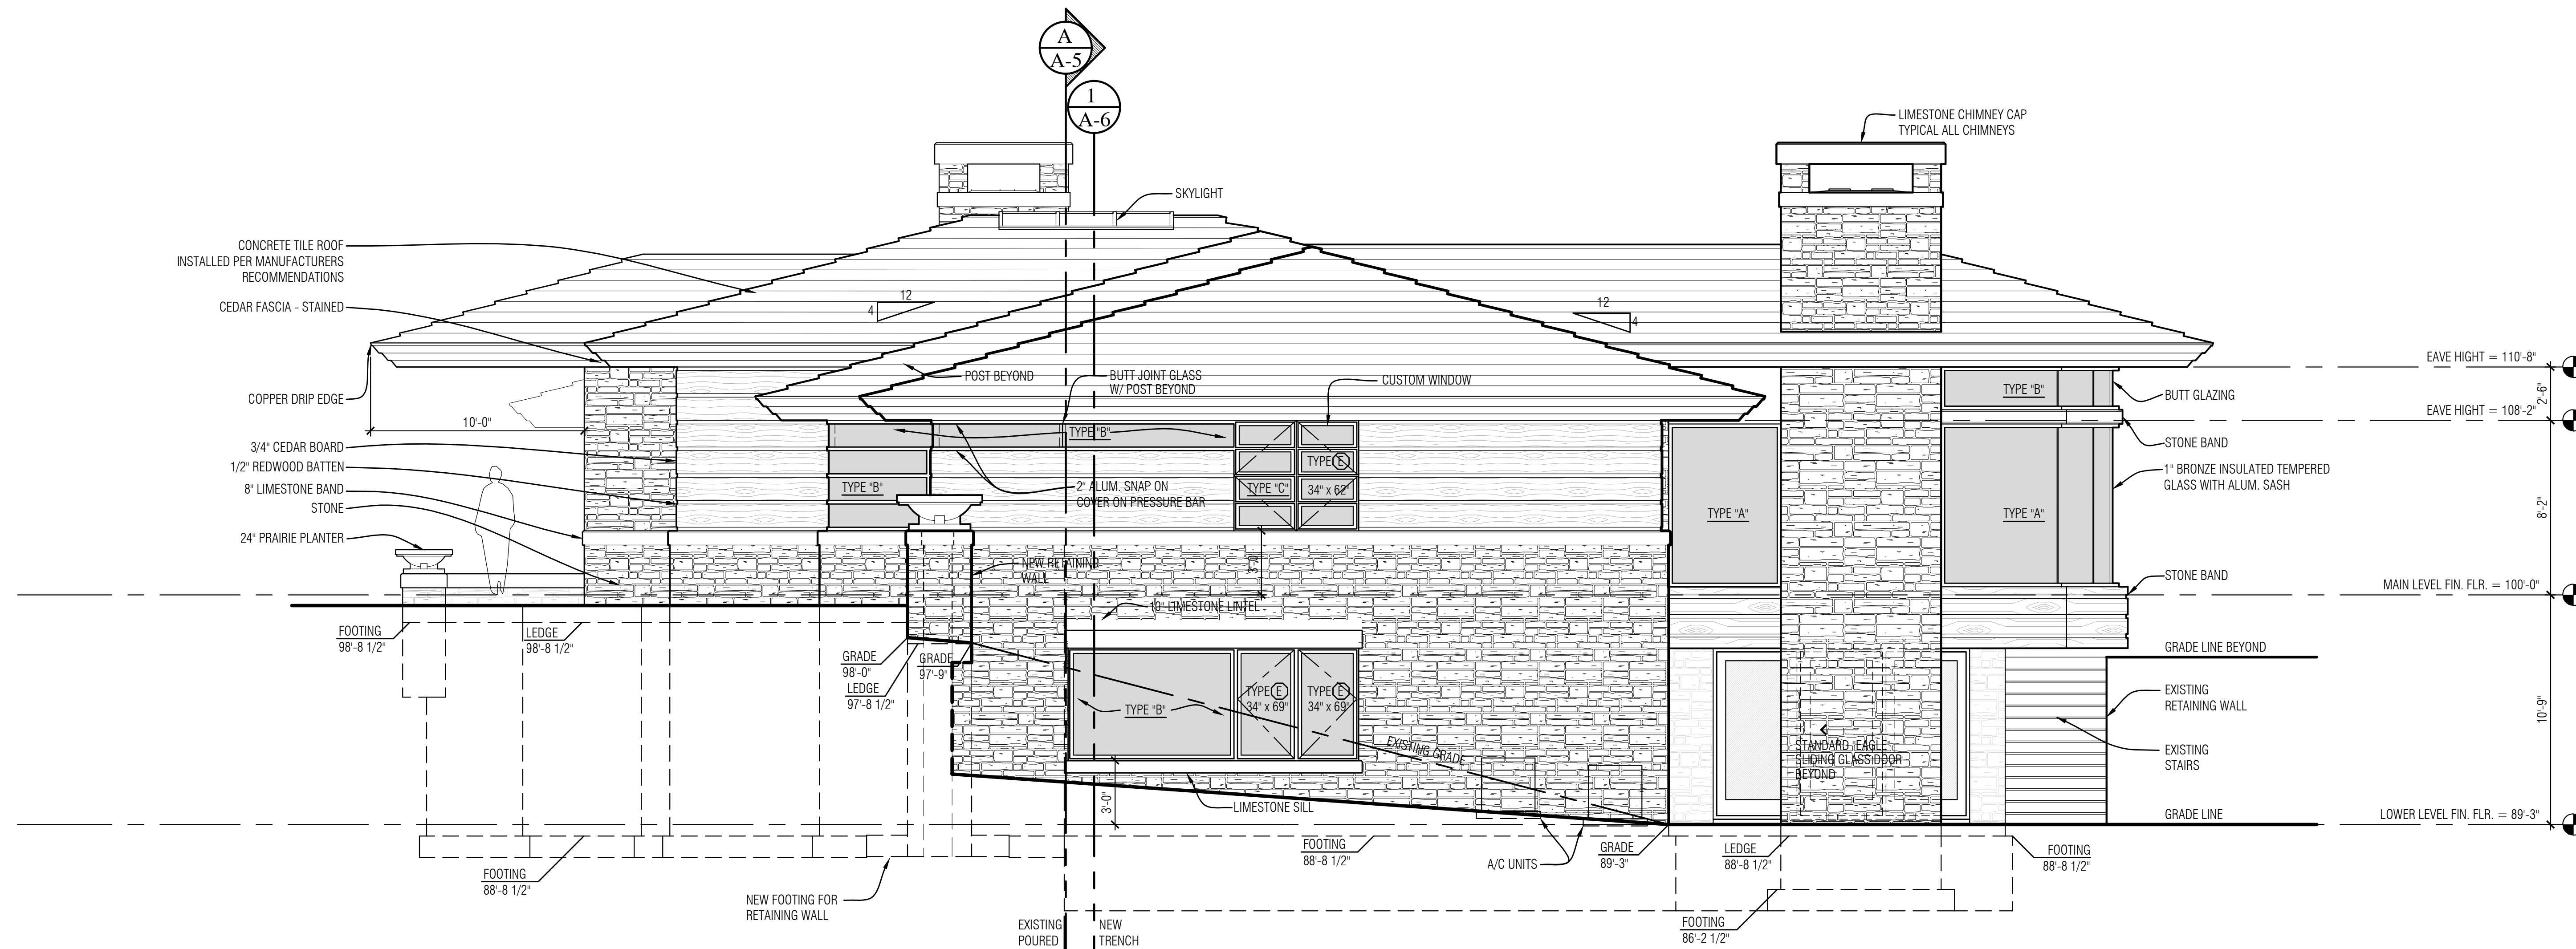 A
A-5
1
A-6
LIMESTONE CHIMNEY CAP
TYPICAL ALL CHIMNEYS
SKYLIGHT
CONCRETE TILE ROOF
INSTALLED PER MANUFACTURERS
RECOMMENDATIONS
CEDAR FASCIA - STAINED
12
4
12
4
EAVE HIGHT = 110'-8"
POST BEYOND
BUTT JOINT GLASS
W/ POST BEYOND
CUSTOM WINDOW
TYPE "B"
BUTT GLAZING
2'-6"
COPPER DRIP EDGE
10'-0"
EAVE HIGHT = 108'-2"
TYPE "B"
STONE BAND
3/4" CEDAR BOARD
1/2" REDWOOD BATTEN
8" LIMESTONE BAND
STONE
24" PRAIRIE PLANTER
TYPE "B"
2" ALUM. SNAP ON
COVER ON PRESSURE BAR
TYPE "C"
TYPE E
34" x 62"
TYPE "A"
TYPE "A"
1" BRONZE INSULATED TEMPERED
GLASS WITH ALUM. SASH
8'-2"
NEW RETAINING
WALL
3'-0"
STONE BAND
MAIN LEVEL FIN. FLR. = 100'-0"
10" LIMESTONE LINTEL
FOOTING
98'-8 1/2"
LEDGE
98'-8 1/2"
GRADE
98'-0"
GRADE
97'-9"
LEDGE
97'-8 1/2"
GRADE LINE BEYOND
TYPE "B"
TYPE E
34" x 69"
TYPE E
34" x 69"
EXISTING
RETAINING WALL
10'-9"
EXISTING GRADE
STANDARD "EAGLE"
SLIDING GLASS DOOR
BEYOND
EXISTING
STAIRS
3'-0"
LIMESTONE SILL
GRADE LINE
LOWER LEVEL FIN. FLR. = 89'-3"
FOOTING
88'-8 1/2"
A/C UNITS
GRADE
89'-3"
LEDGE
88'-8 1/2"
FOOTING
88'-8 1/2"
FOOTING
88'-8 1/2"
NEW FOOTING FOR
RETAINING WALL
EXISTING
POURED
NEW
TRENCH
FOOTING
86'-2 1/2"